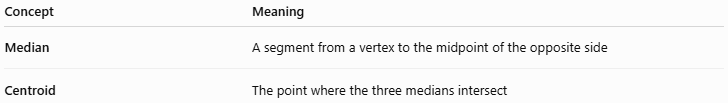 Concept Meaning
Median A segment from a vertex to the midpoint of the opposite side
Centroid The point where the three medians intersect